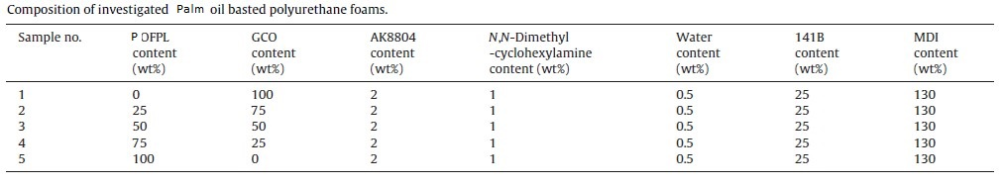 Composition of investigated Palm oil basted polyurethane foams.
Sample no. P OFPL GCO AK8804 N,N-Dimethyl Water 141B MDI
content content content -cyclohexylamine content content content
(wt%) (wt%) (wt%) content (wt%) (wt%) (wt%) (wt%)
1 0 100 2 1 0.5 25 130
2 25 75 2 1 0.5 25 130
3 50 50 2 1 0.5 25 130
4 75 25 2 1 0.5 25 130
5 100 0 2 1 0.5 25 130